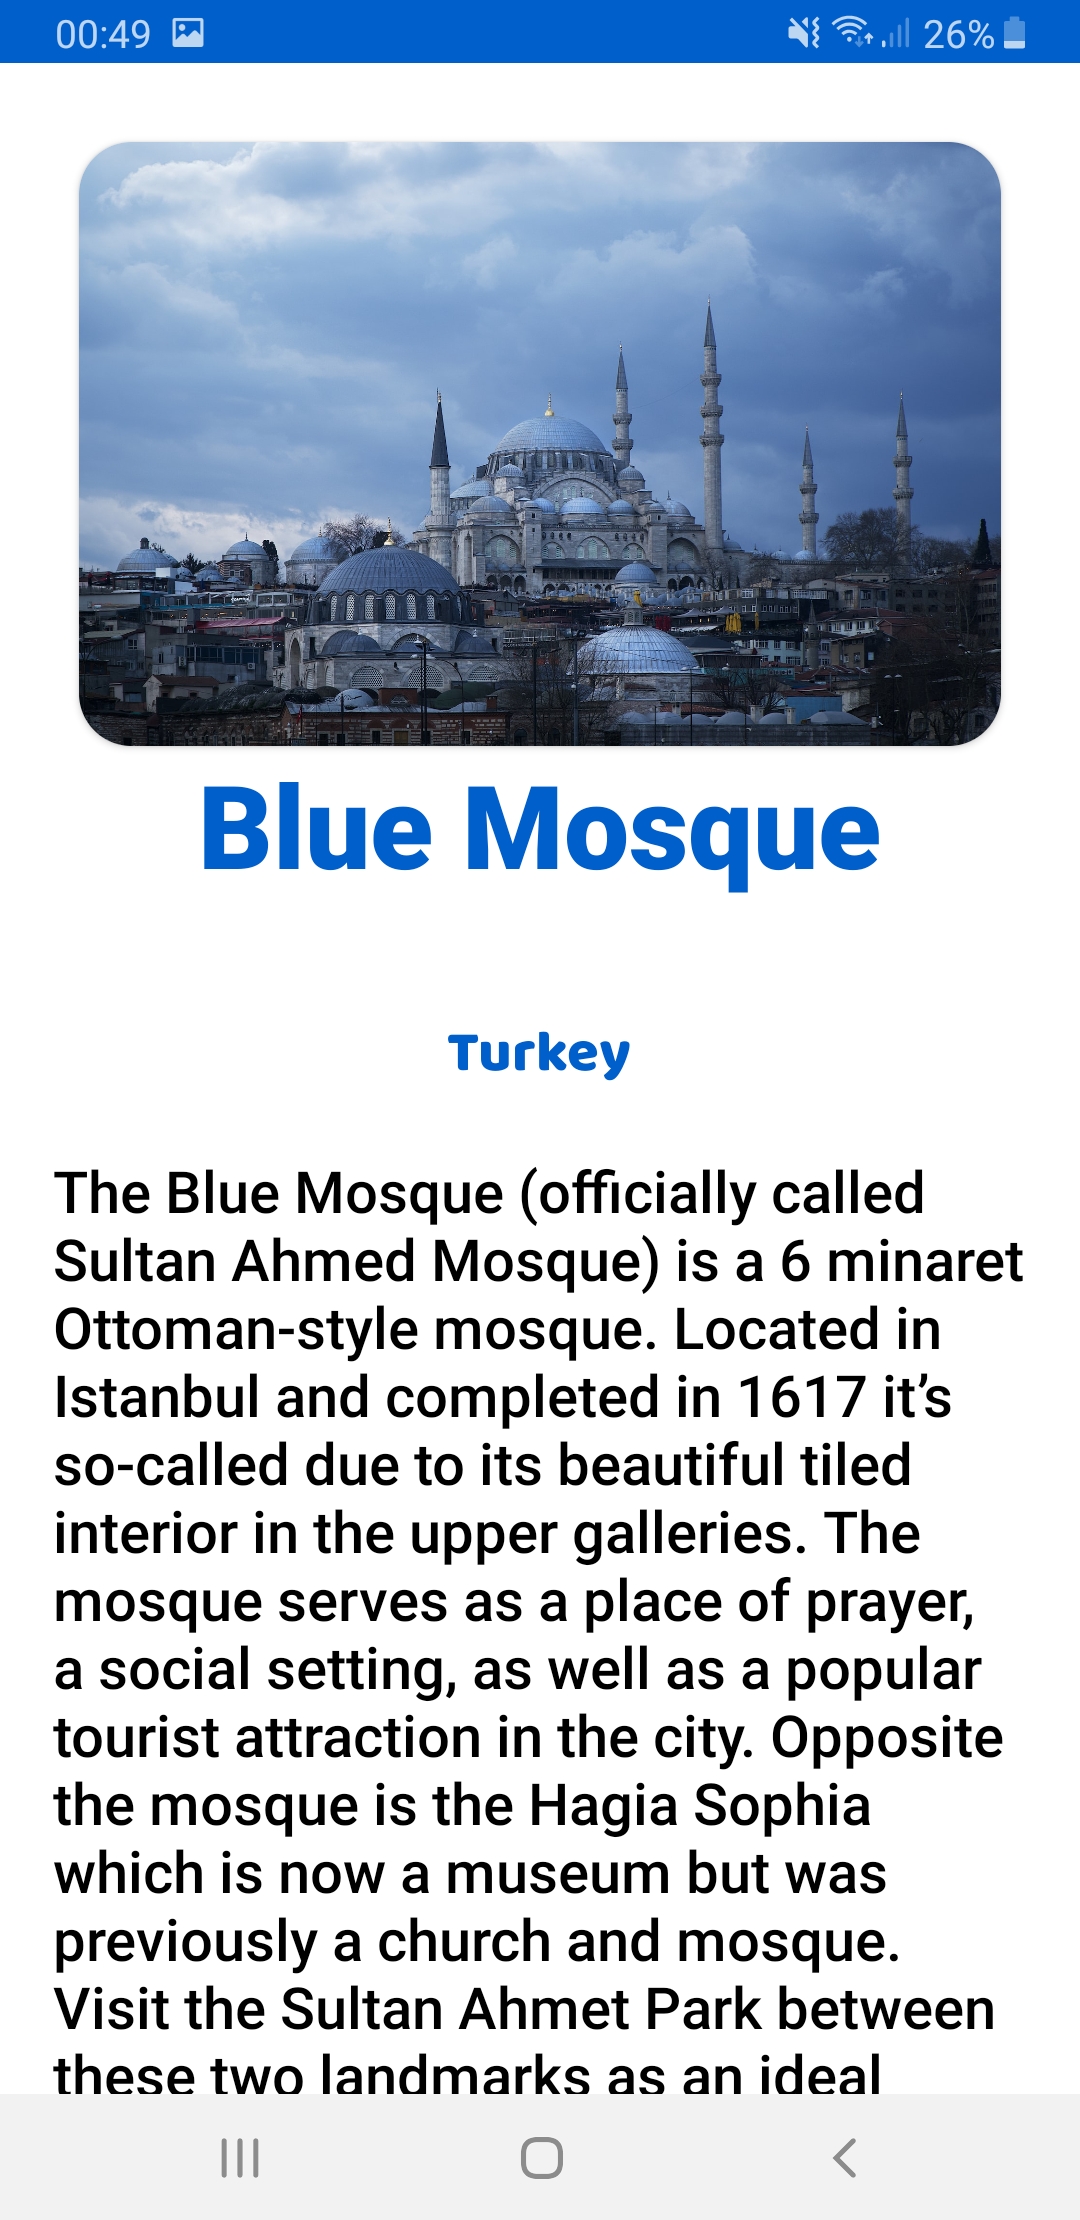 00:49
26%
Blue Mosque
Turkey
The Blue Mosque (officially called
Sultan Ahmed Mosque) is a 6 minaret
Ottoman-style mosque. Located in
Istanbul and completed in 1617 it’s
so-called due to its beautiful tiled
interior in the upper galleries. The
mosque serves as a place of prayer,
a social setting, as well as a popular
tourist attraction in the city. Opposite
the mosque is the Hagia Sophia
which is now a museum but was
previously a church and mosque.
Visit the Sultan Ahmet Park between
these two landmarks as an ideal